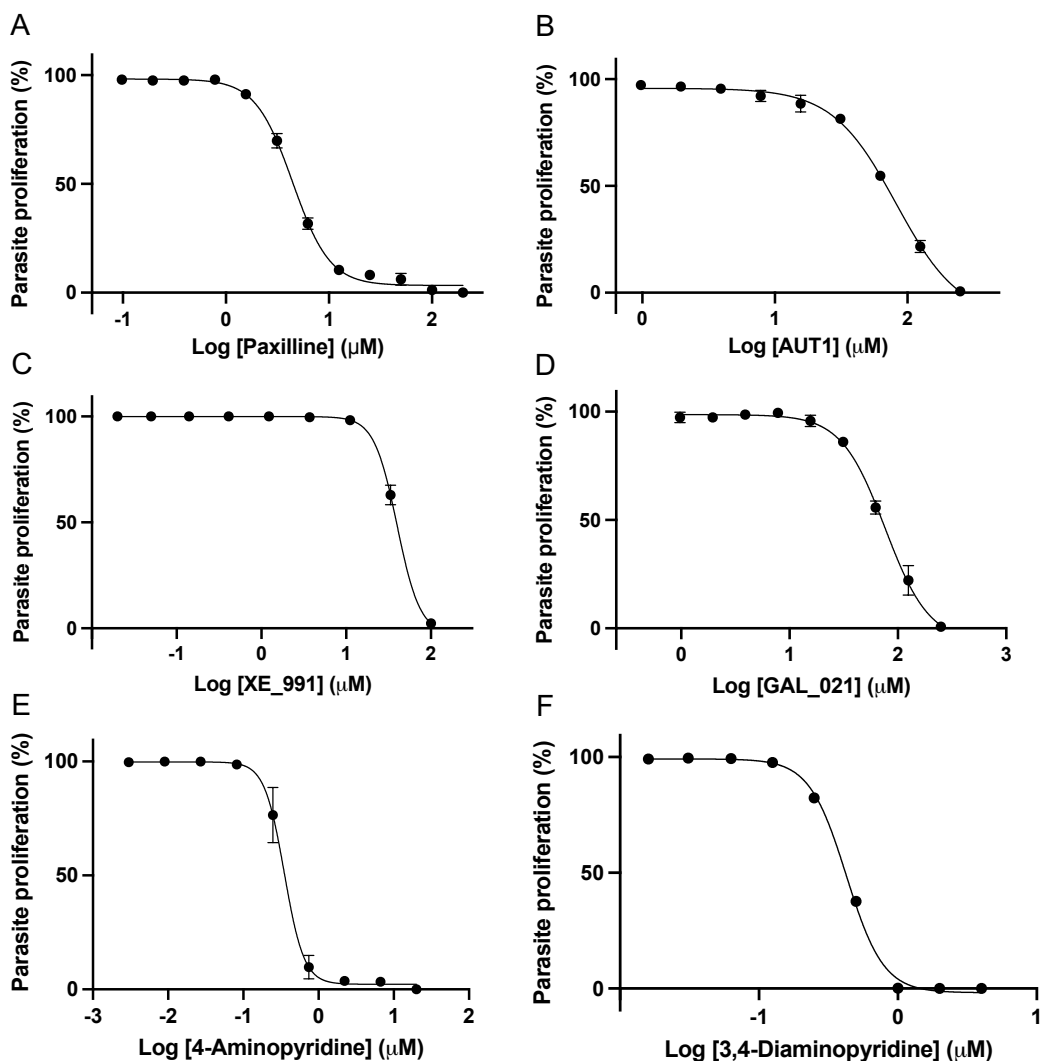 A
Parasite proliferation (%)
100
50
0
-1 0 1 2
Log [Paxilline] (μM)
B
Parasite proliferation (%)
100
50
0
0 1 2
Log [AUT1] (μM)
C
Parasite proliferation (%)
100
50
0
-1 0 1 2
Log [XE_991] (μM)
D
Parasite proliferation (%)
100
50
0
0 1 2 3
Log [GAL_021] (μM)
E
Parasite proliferation (%)
100
50
0
-3 -2 -1 0 1 2
Log [4-Aminopyridine] (μM)
F
Parasite proliferation (%)
100
50
0
-1 0 1
Log [3,4-Diaminopyridine] (μM)